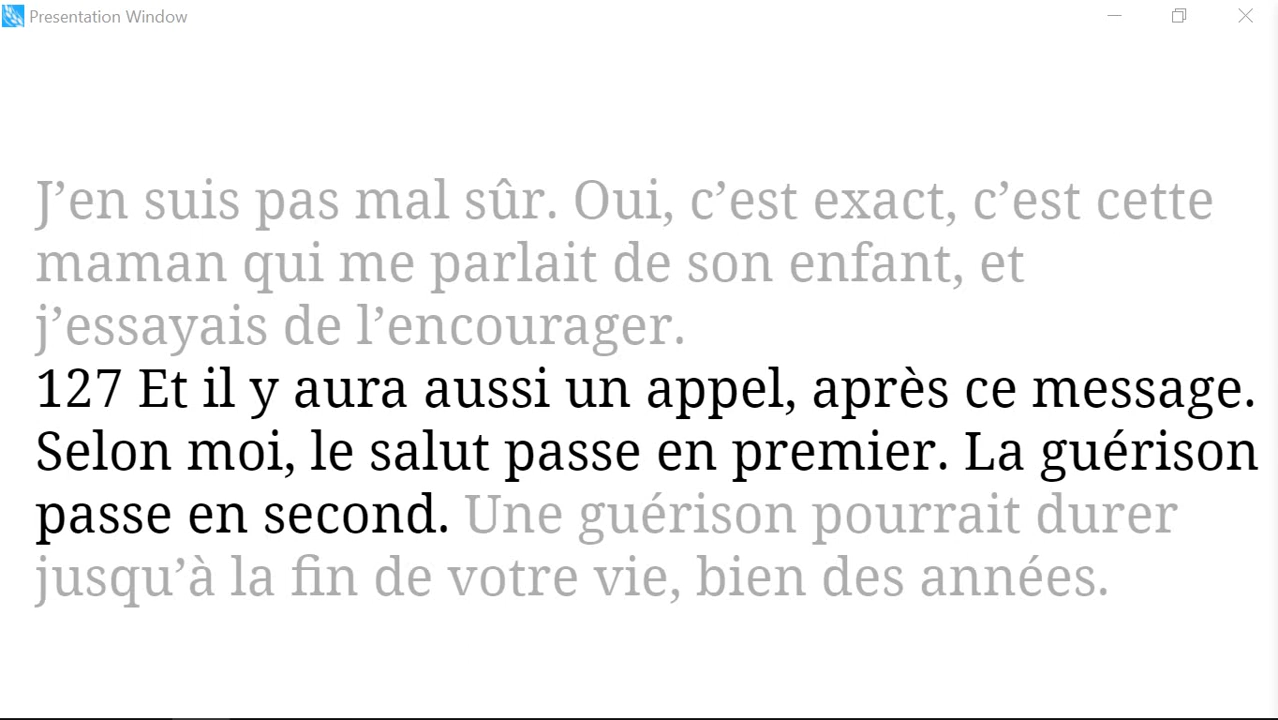 Presentation Window
J’en suis pas mal sûr. Oui, c’est exact, c’est cette
maman qui me parlait de son enfant, et
j’essayais de l’encourager.
127 Et il y aura aussi un appel, après ce message.
Selon moi, le salut passe en premier. La guérison
passe en second. Une guérison pourrait durer
jusqu’à la fin de votre vie, bien des années.